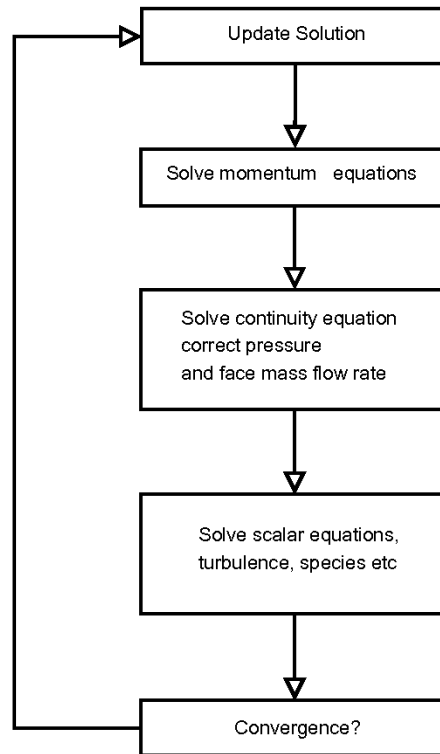 Update Solution
Solve momentum equations
Solve continuity equation
correct pressure
and face mass flow rate
Solve scalar equations,
turbulence, species etc
Convergence?